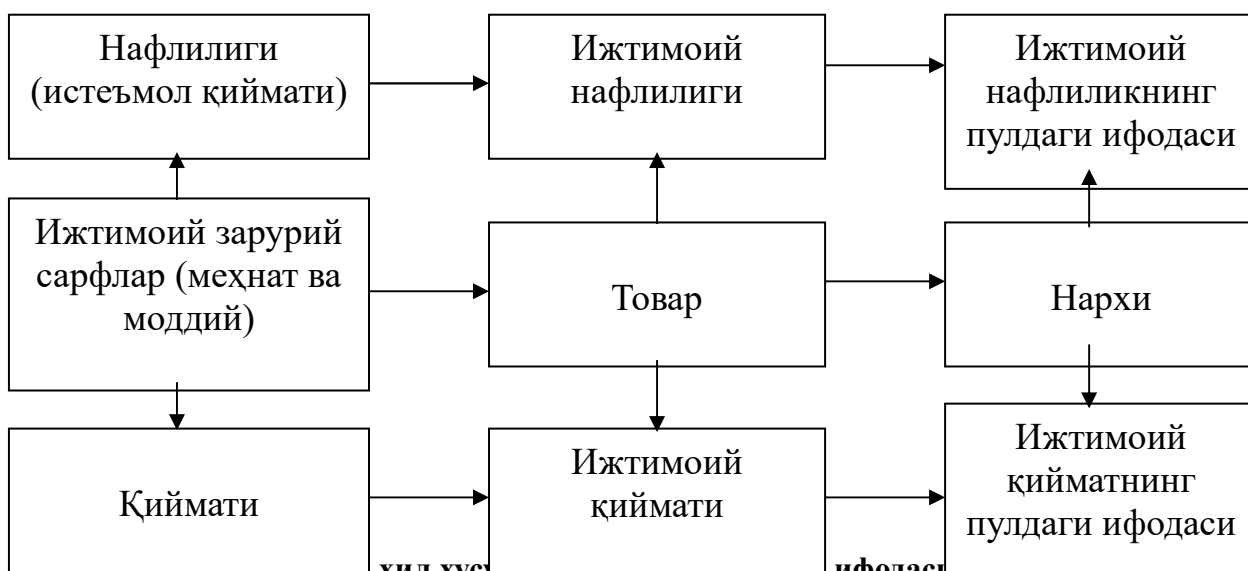 Нафлилиги
(истеъмол қиймати)
Ижтимоий
нафлилиги
Ижтимоий
нафлиликнинг
пулдаги ифодаси
Ижтимоий зарурий
сарфлар (меҳнат ва
моддий)
Товар
Нархи
Қиймати
Ижтимоий
қиймати
Ижтимоий
қийматнинг
пулдаги ифодаси